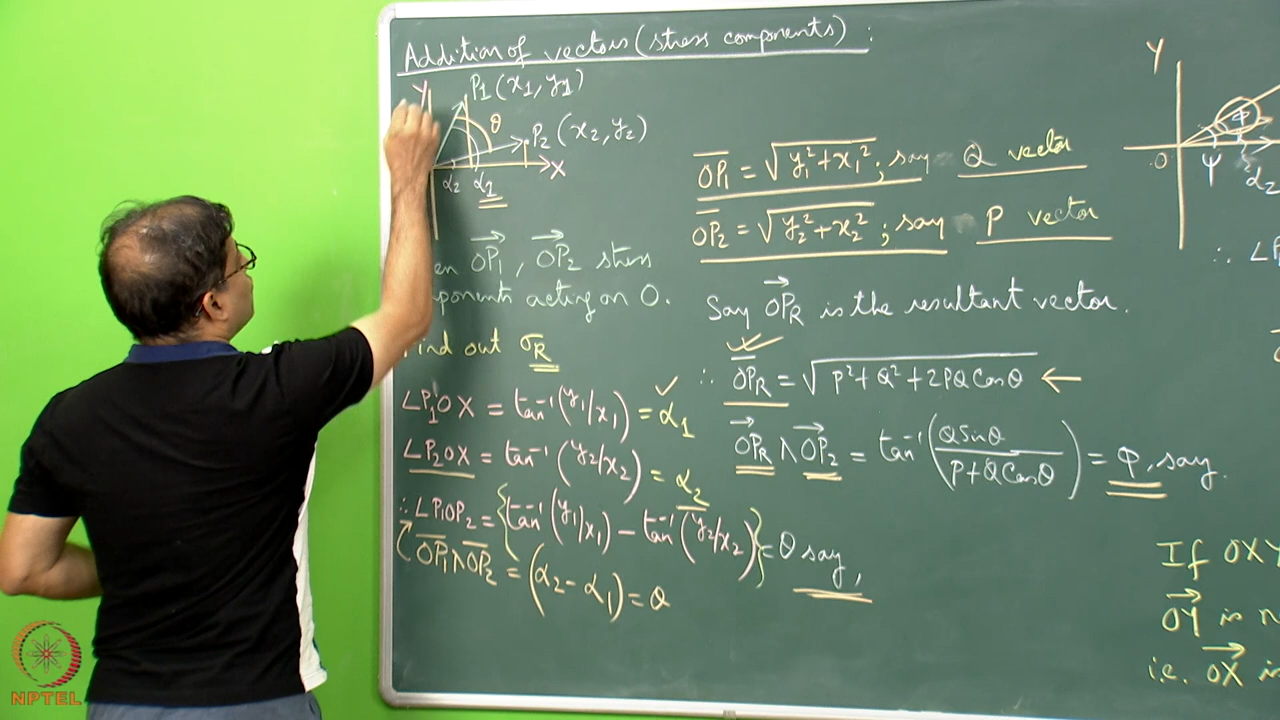 Addition of vectors (stress components) :
Y
P1 (x1, y1)
θ
P2 (x2, y2)
X
α2 α1
OP1, OP2 stress
acting on O.
Find out σR
∠P1OX = tan⁻¹(y1/x1) = α1
∠P2OX = tan⁻¹(y2/x2) = α2
∴ ∠P1OP2 = {tan⁻¹(y1/x1) − tan⁻¹(y2/x2)} = θ say,
OP1 ∧ OP2 = (α2 − α1) = θ
OP1 = √(y1² + x1²) ; say Q vector
OP2 = √(y2² + x2²) ; say P vector
Say OPR is the resultant vector.
∴ OPR = √(P² + Q² + 2PQ Cosθ) ←
OPR ∧ OP2 = tan⁻¹(Q Sinθ / P + Q Cosθ) = φ, say.
Y
φ
O ψ α2
∴ ∠P
If OXY
OY is
i.e. OX
NPTEL